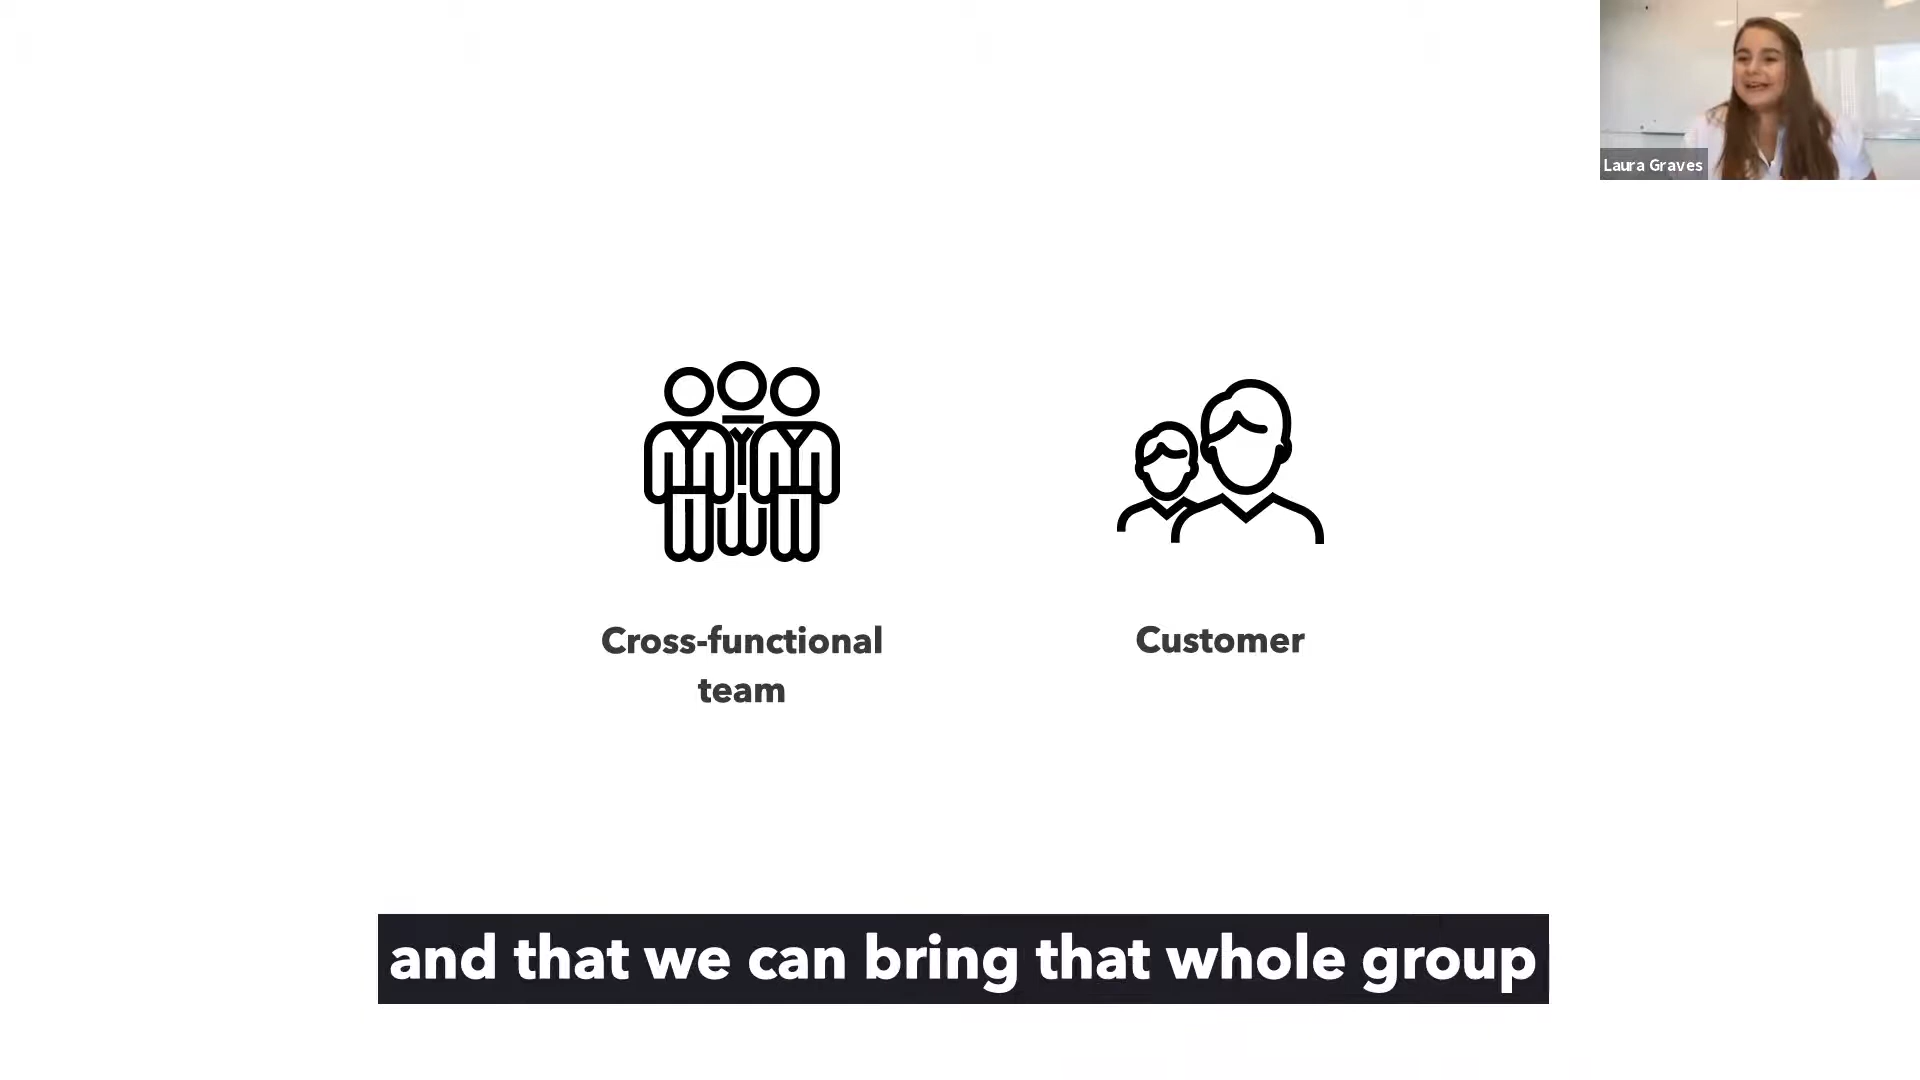 Laura Graves
Cross-functional
team
Customer
and that we can bring that whole group